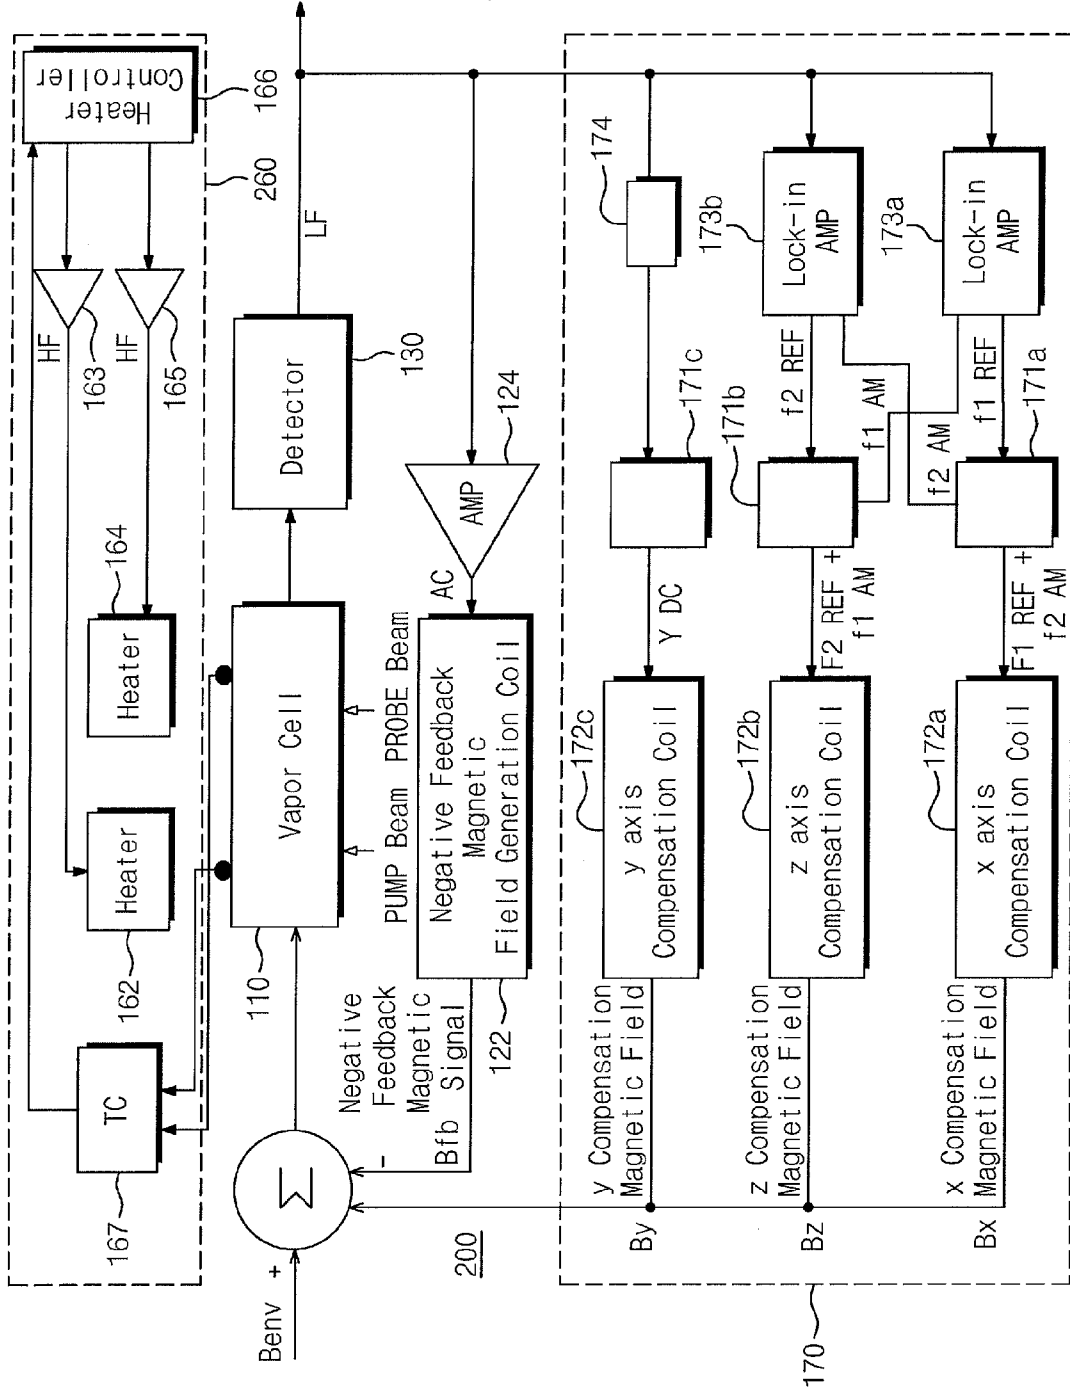 Heater
Controller
166
260
HF
163
HF
165
164
Heater
Heater
162
TC
167
LF
Detector
130
Vapor Cell
110
PUMP Beam
PROBE Beam
124
AMP
AC
Negative Feedback
Magnetic
Field Generation Coil
122
Negative
Feedback
Magnetic
Bfb Signal
-
Σ
Benv +
200
174
171c
Y DC
172c
y axis
Compensation Coil
y Compensation
Magnetic Field
By
173b
Lock-in
AMP
f2 REF
f1 AM
171b
F2 REF +
f1 AM
172b
z axis
Compensation Coil
z Compensation
Magnetic Field
Bz
173a
Lock-in
AMP
f1 REF
f2 AM
171a
F1 REF +
f2 AM
172a
x axis
Compensation Coil
x Compensation
Magnetic Field
Bx
170